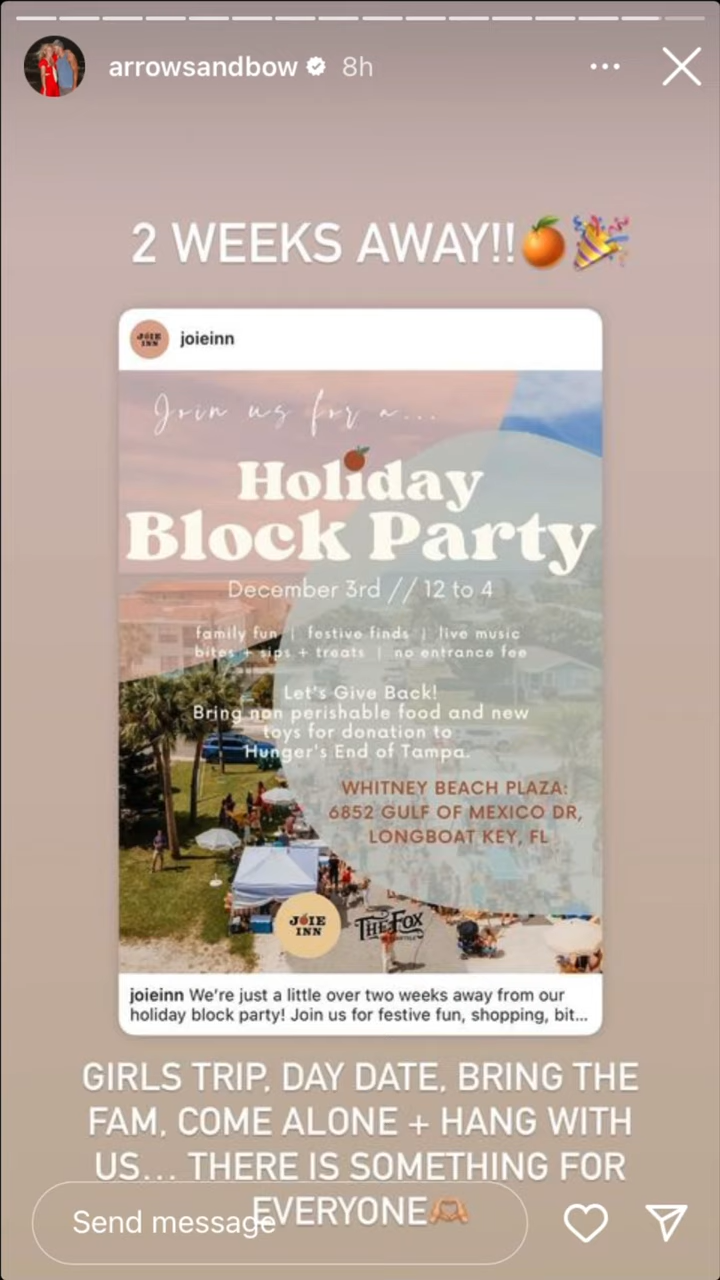 arrowsandbow 8h
2 WEEKS AWAY!!🍊🎉
JOIE
INN
joieinn
Join us for a...
Holiday
Block Party
December 3rd // 12 to 4
family fun | festive finds | live music
bites + sips + treats | no entrance fee
Let's Give Back!
Bring non perishable food and new
toys for donation to
Hunger's End of Tampa.
WHITNEY BEACH PLAZA:
6852 GULF OF MEXICO DR,
LONGBOAT KEY, FL
JOIE
INN
THE FOX
joieinn We're just a little over two weeks away from our
holiday block party! Join us for festive fun, shopping, bit...
GIRLS TRIP, DAY DATE, BRING THE
FAM, COME ALONE + HANG WITH
US... THERE IS SOMETHING FOR
EVERYONE🫶🏼
Send message